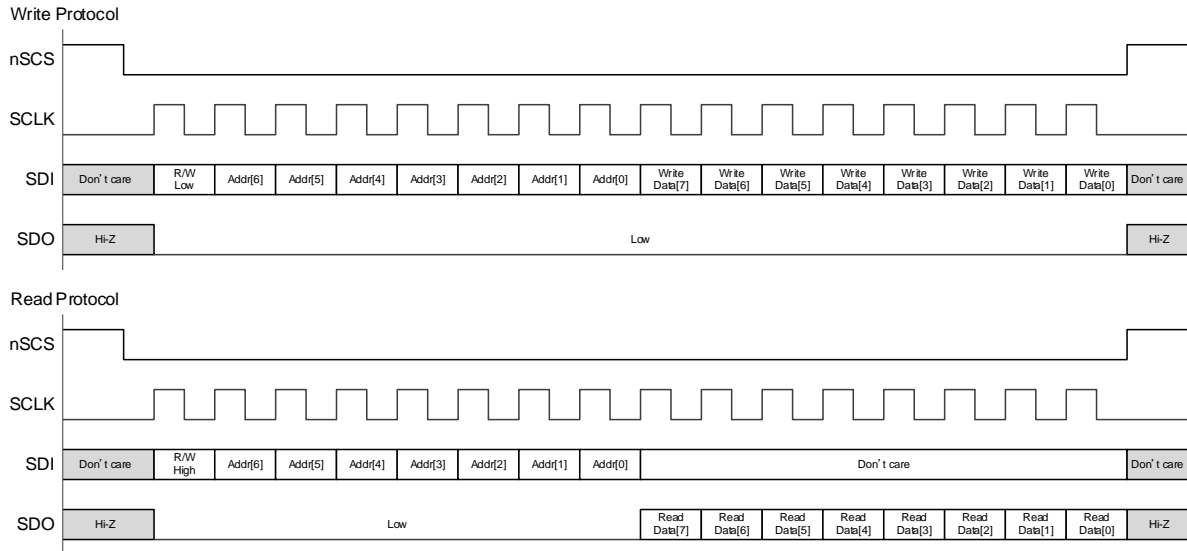 Write Protocol
nSCS
SCLK
SDI Don't care R/W Low Addr[6] Addr[5] Addr[4] Addr[3] Addr[2] Addr[1] Addr[0] Write Data[7] Write Data[6] Write Data[5] Write Data[4] Write Data[3] Write Data[2] Write Data[1] Write Data[0] Don't care
SDO Hi-Z Low Hi-Z
Read Protocol
nSCS
SCLK
SDI Don't care R/W High Addr[6] Addr[5] Addr[4] Addr[3] Addr[2] Addr[1] Addr[0] Don't care Don't care
SDO Hi-Z Low Read Data[7] Read Data[6] Read Data[5] Read Data[4] Read Data[3] Read Data[2] Read Data[1] Read Data[0] Hi-Z